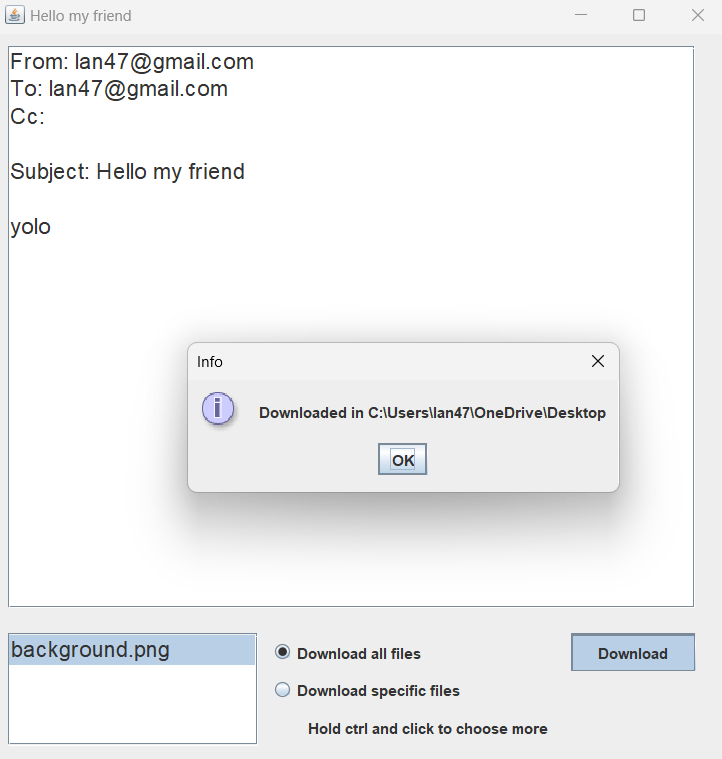 Hello my friend
From: lan47@gmail.com
To: lan47@gmail.com
Cc:
Subject: Hello my friend
yolo
Info
Downloaded in C:\Users\lan47\OneDrive\Desktop
OK
background.png
Download all files
Download
Download specific files
Hold ctrl and click to choose more